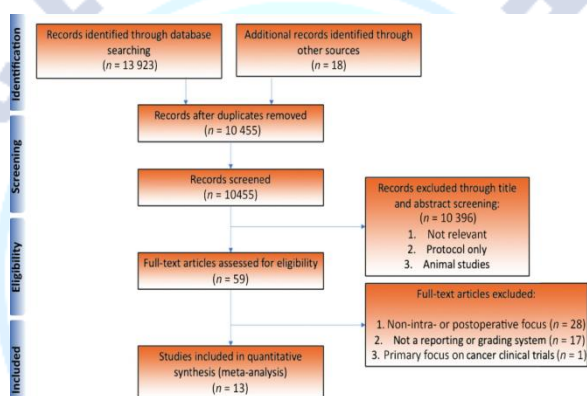 Identification
Records identified through database
searching
(n = 13 923)
Additional records identified through
other sources
(n = 18)
Records after duplicates removed
(n = 10 455)
Screening
Records screened
(n = 10455)
Records excluded through title
and abstract screening:
(n = 10 396)
1. Not relevant
2. Protocol only
3. Animal studies
Eligibility
Full-text articles assessed for eligibility
(n = 59)
Full-text articles excluded:
1. Non-intra- or postoperative focus (n = 28)
2. Not a reporting or grading system (n = 17)
3. Primary focus on cancer clinical trials (n = 1)
Included
Studies included in quantitative
synthesis (meta-analysis)
(n = 13)